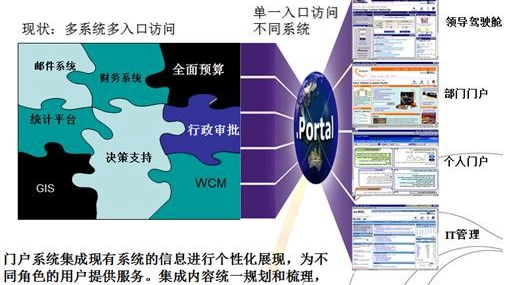 现状：多系统多入口访问
单一入口访问
不同系统
领导驾驶舱
邮件系统
财务系统
全面预算
部门门户
统计平台
行政审批
.Portal
决策支持
个人门户
GIS
WCM
IT管理
门户系统集成现有系统的信息进行个性化展现，为不
同角色的用户提供服务。集成内容统一规划和梳理，